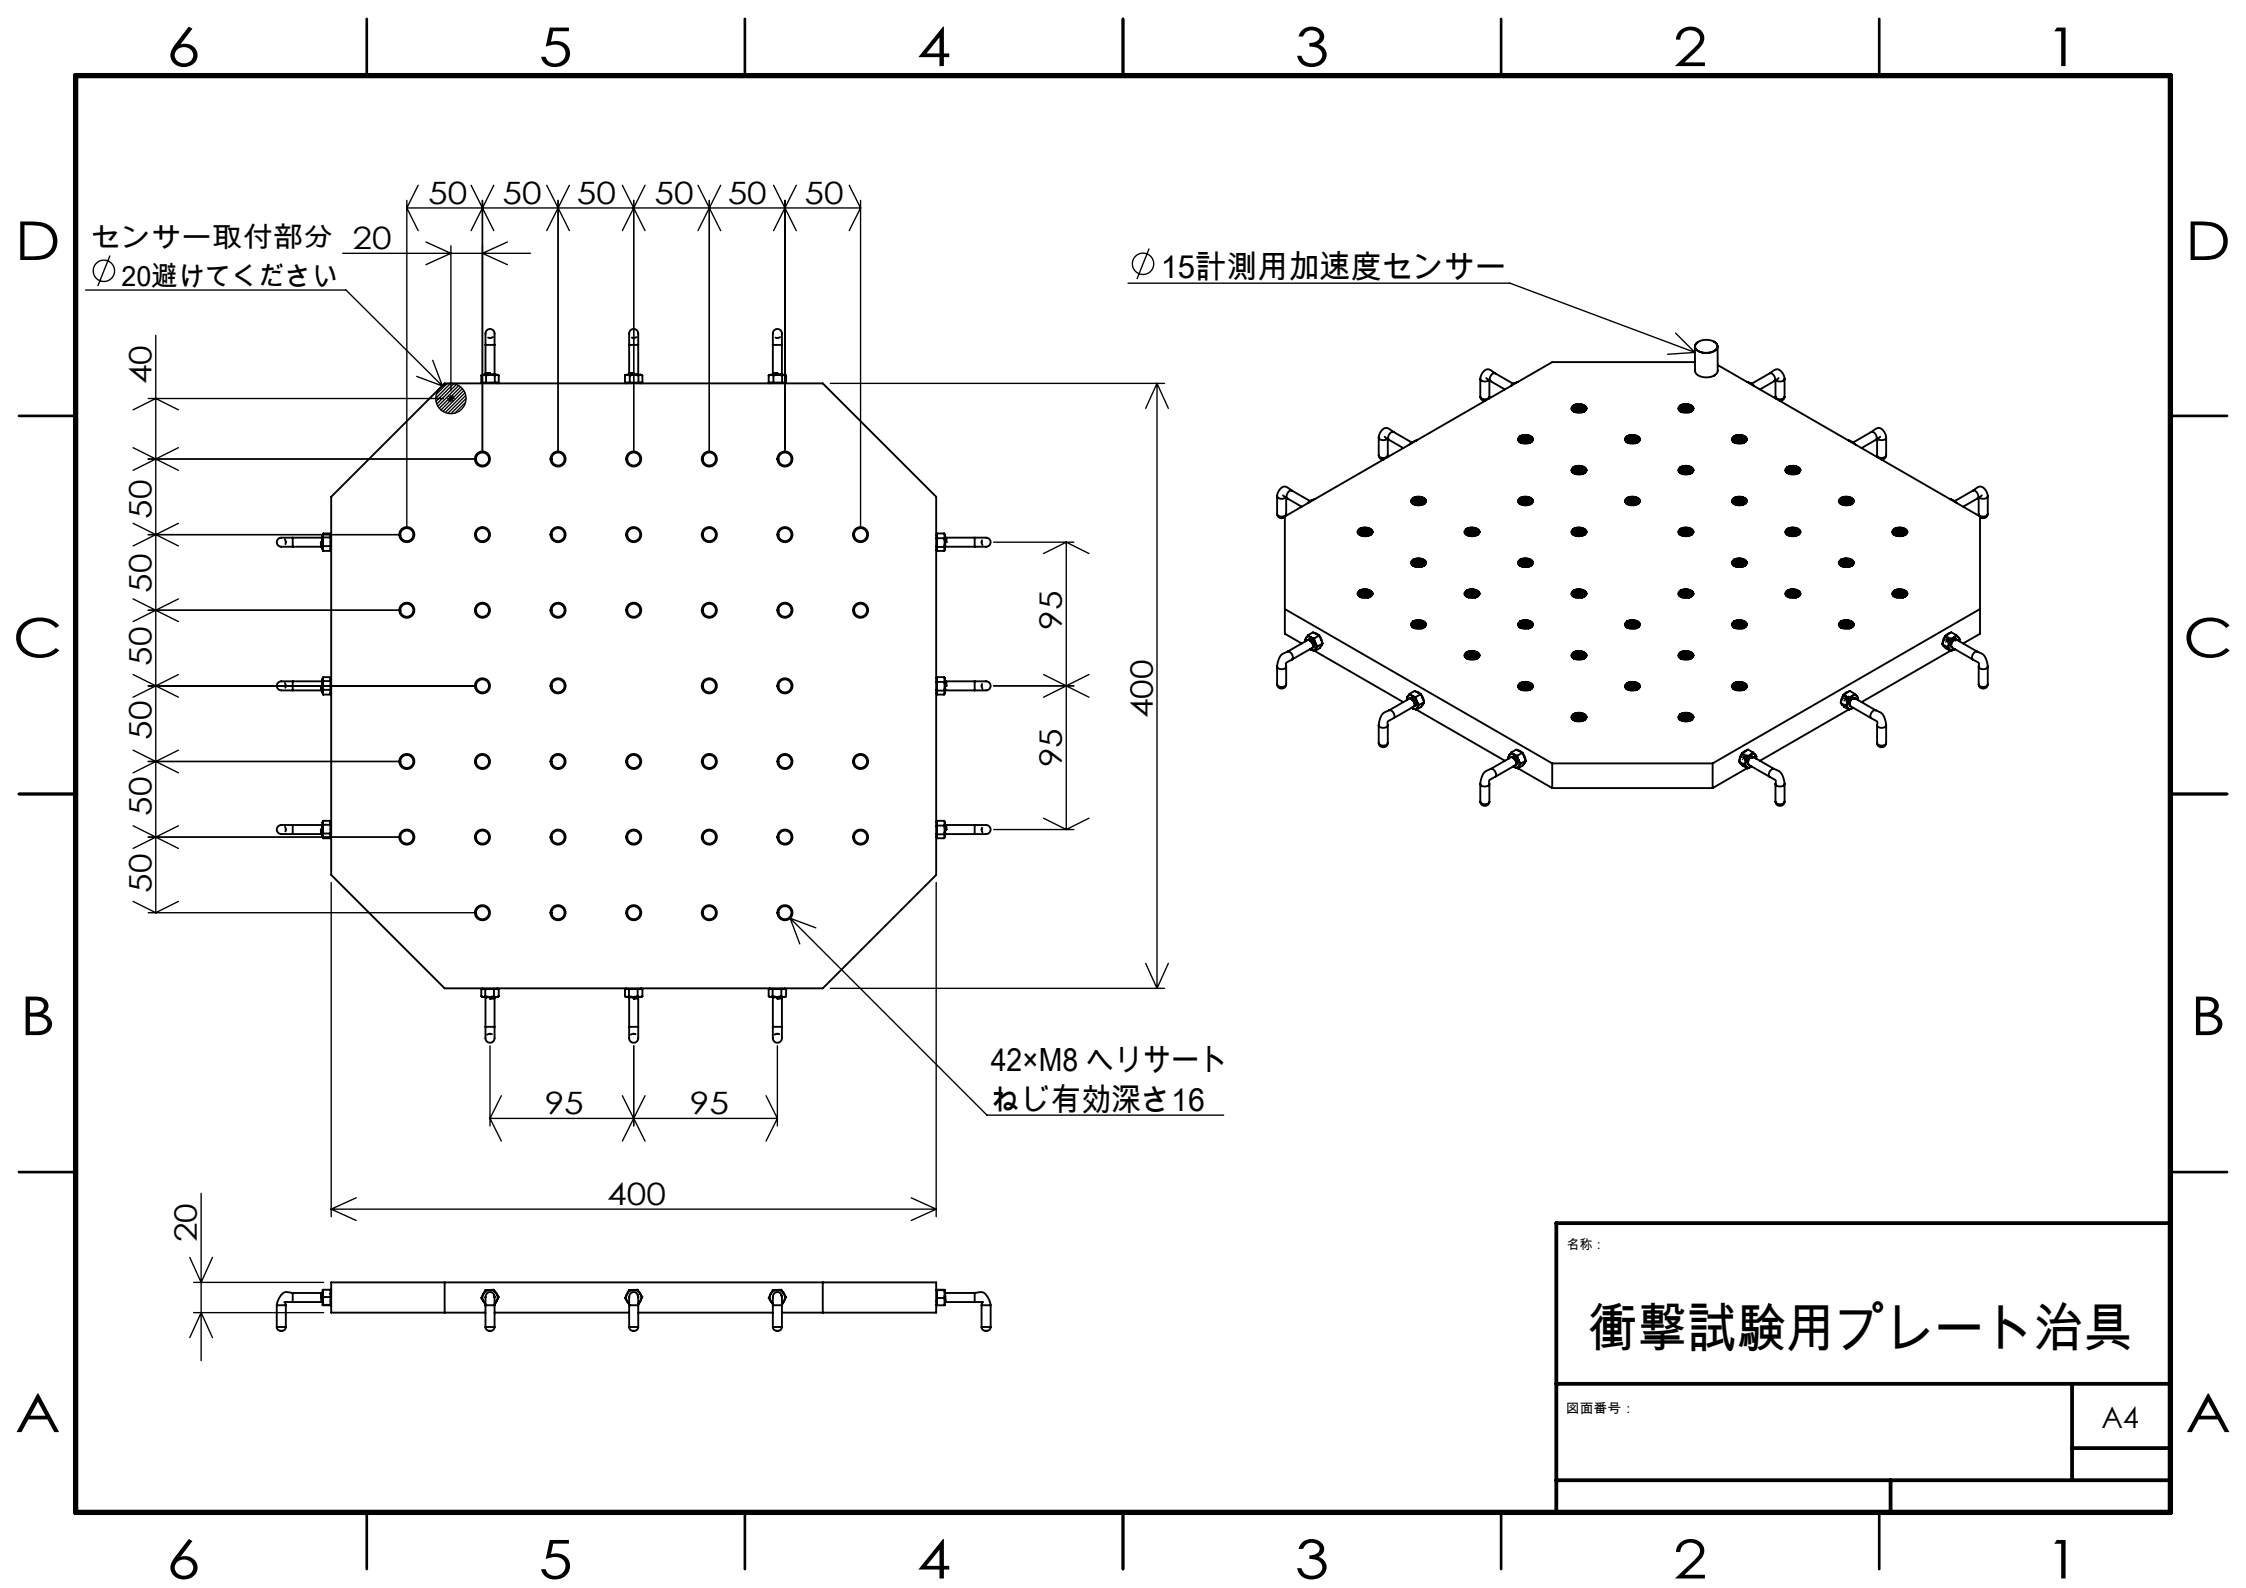 6 5 4 3 2 1
D
C
B
A
D
C
B
A
50 50 50 50 50 50
センサー取付部分
∅20避けてください
20
40
50
50
50
50
50
50
∅15計測用加速度センサー
95
95
400
42×M8 ヘリサート
ねじ有効深さ16
95 95
400
20
名称：
衝撃試験用プレート治具
図面番号：
A4
6 5 4 3 2 1